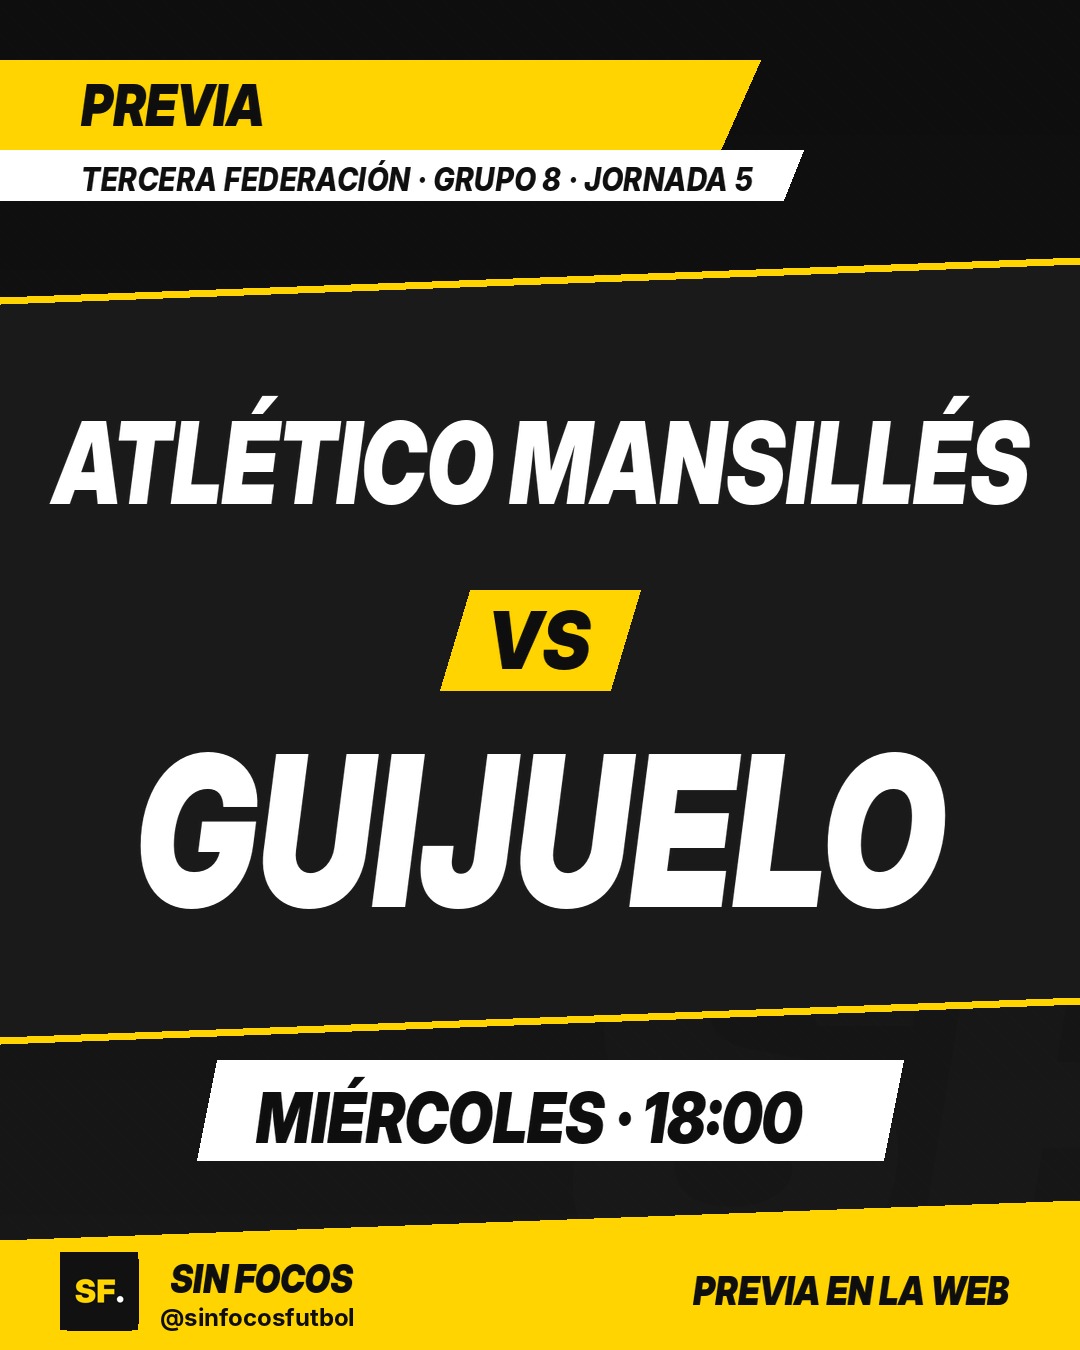 PREVIA
TERCERA FEDERACIÓN · GRUPO 8 · JORNADA 5
ATLÉTICO MANSILLÉS
VS
GUIJUELO
MIÉRCOLES · 18:00
SF.
SIN FOCOS
@sinfocosfutbol
PREVIA EN LA WEB